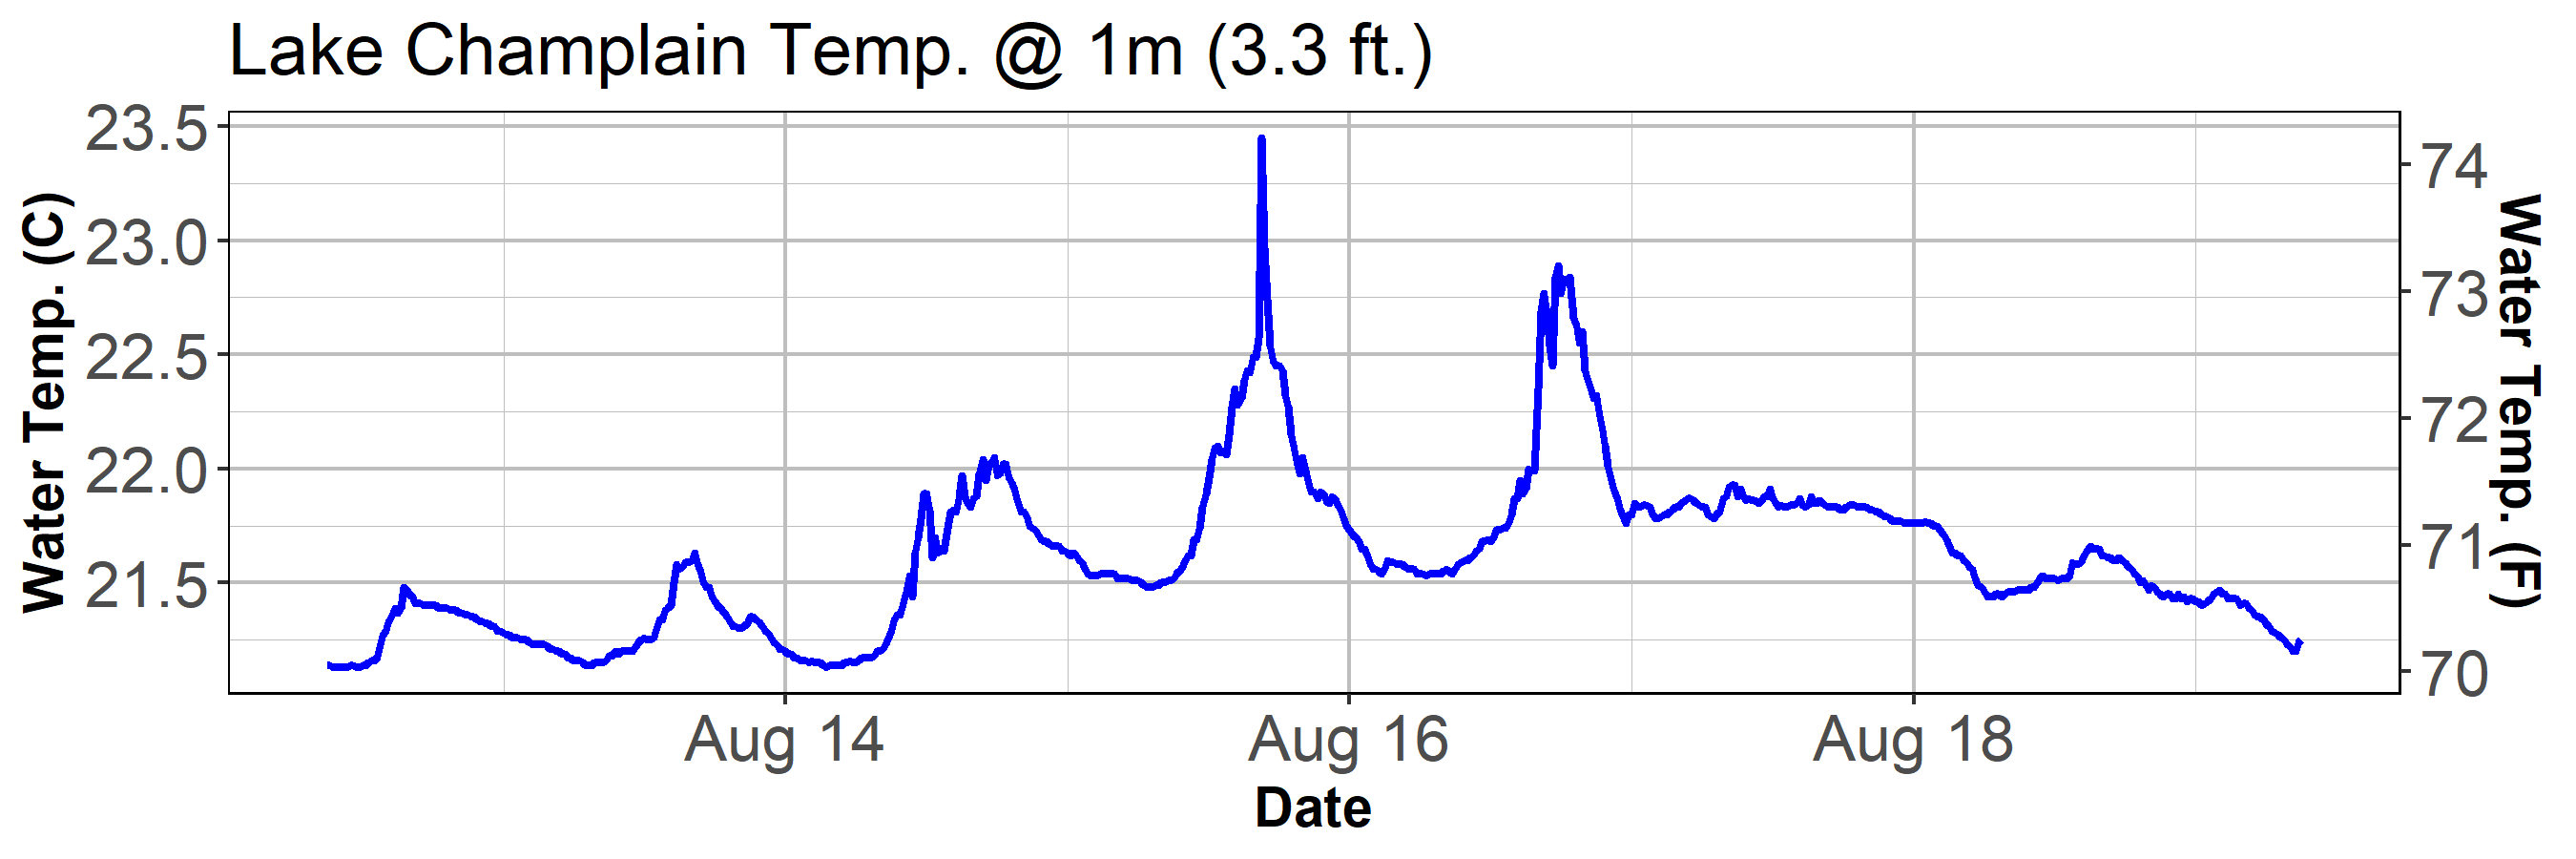 Lake Champlain Temp. @ 1m (3.3 ft.)
Water Temp. (C)
23.5
23.0
22.5
22.0
21.5
74
73
72
71
70
Water Temp. (F)
Aug 14
Aug 16
Aug 18
Date